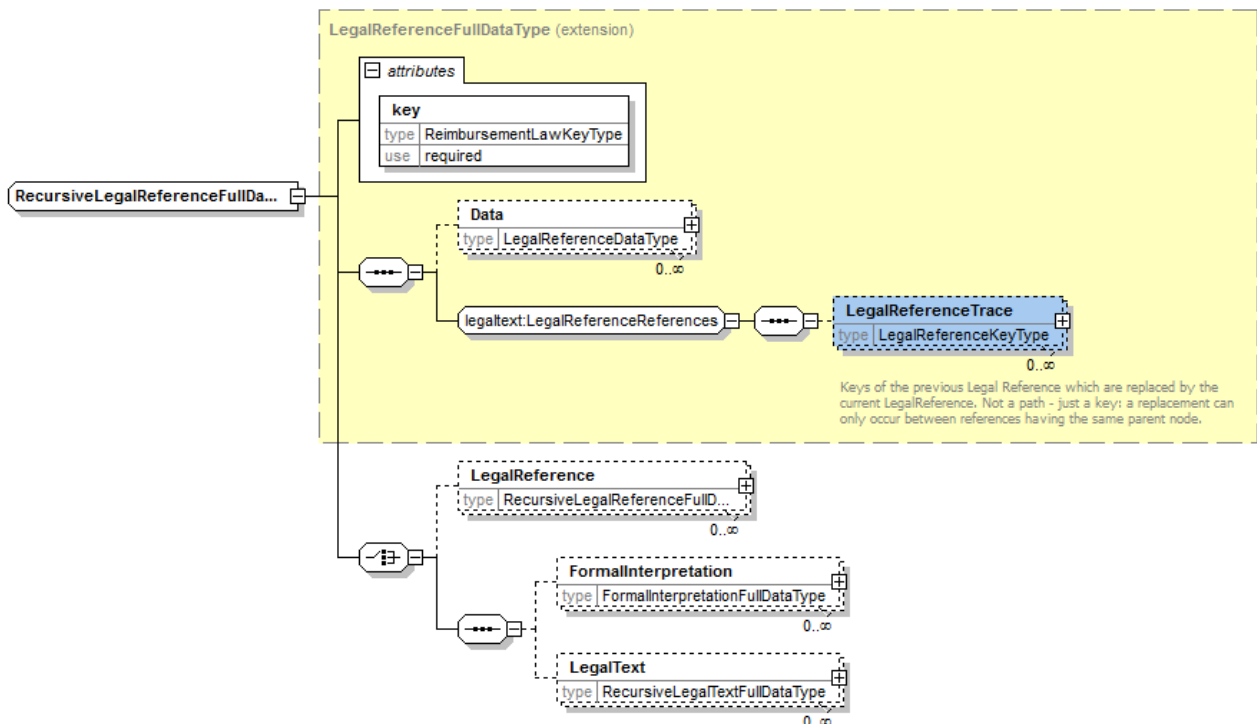 LegalReferenceFullDataType (extension)
attributes
key
type ReimbursementLawKeyType
use required
RecursiveLegalReferenceFullDa...
Data
type LegalReferenceDataType
0..∞
legaltext:LegalReferenceReferences
LegalReferenceTrace
type LegalReferenceKeyType
0..∞
Keys of the previous Legal Reference which are replaced by the
current LegalReference. Not a path - just a key: a replacement can
only occur between references having the same parent node.
LegalReference
type RecursiveLegalReferenceFullD...
0..∞
FormalInterpretation
type FormalInterpretationFullDataType
0..∞
LegalText
type RecursiveLegalTextFullDataType
0..∞